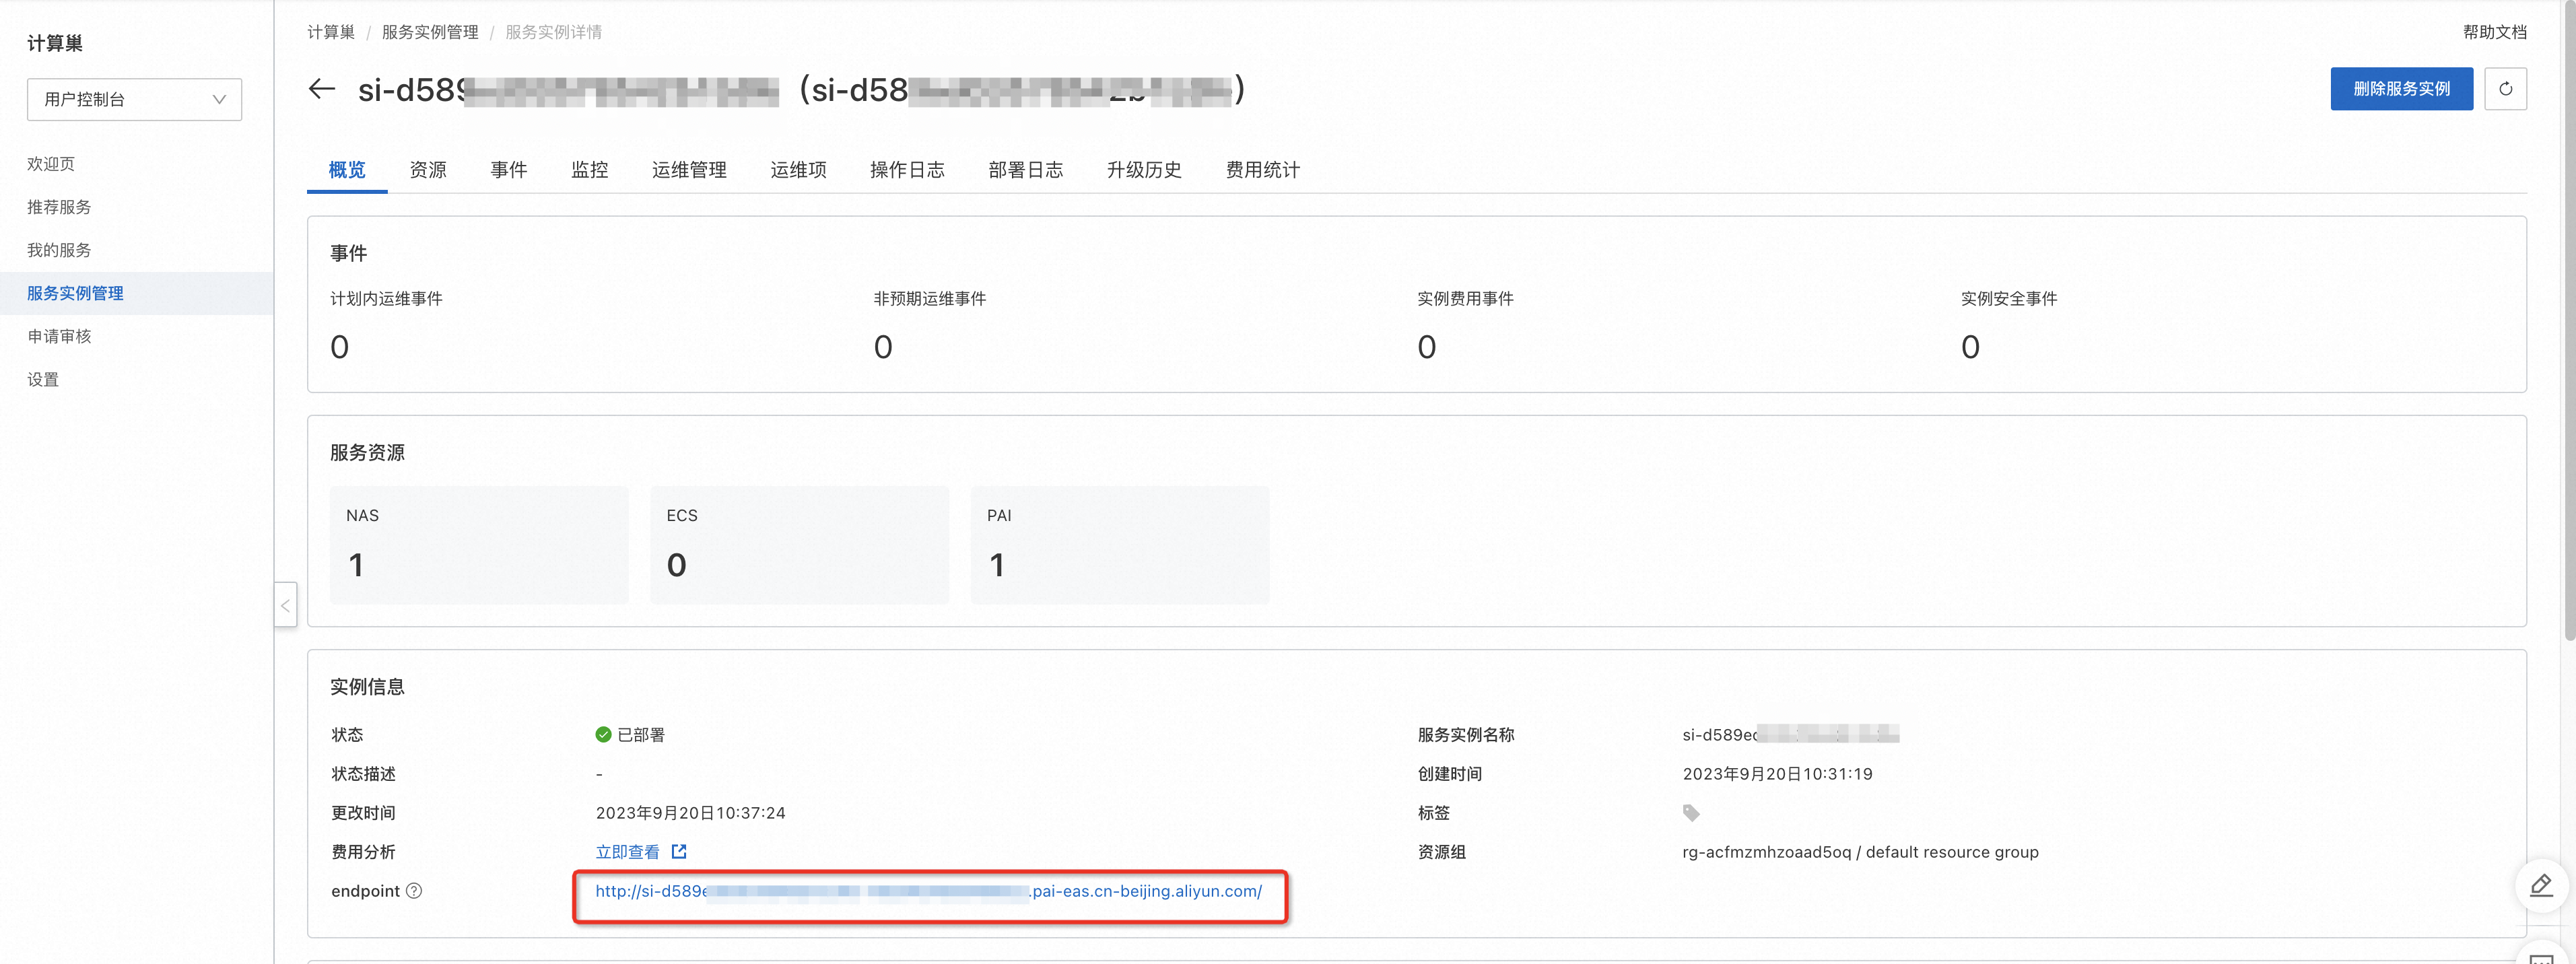 计算巢
用户控制台
欢迎页
推荐服务
我的服务
服务实例管理
申请审核
设置
计算巢 / 服务实例管理 / 服务实例详情
帮助文档
si-d589 (si-d58 )
删除服务实例
概览 资源 事件 监控 运维管理 运维项 操作日志 部署日志 升级历史 费用统计
事件
计划内运维事件 非预期运维事件 实例费用事件 实例安全事件
0 0 0 0
服务资源
NAS ECS PAI
1 0 1
实例信息
状态 已部署 服务实例名称 si-d589ec
状态描述 - 创建时间 2023年9月20日10:31:19
更改时间 2023年9月20日10:37:24 标签
费用分析 立即查看 资源组 rg-acfmzmhzoaad5oq / default resource group
endpoint http://si-d589e .pai-eas.cn-beijing.aliyun.com/